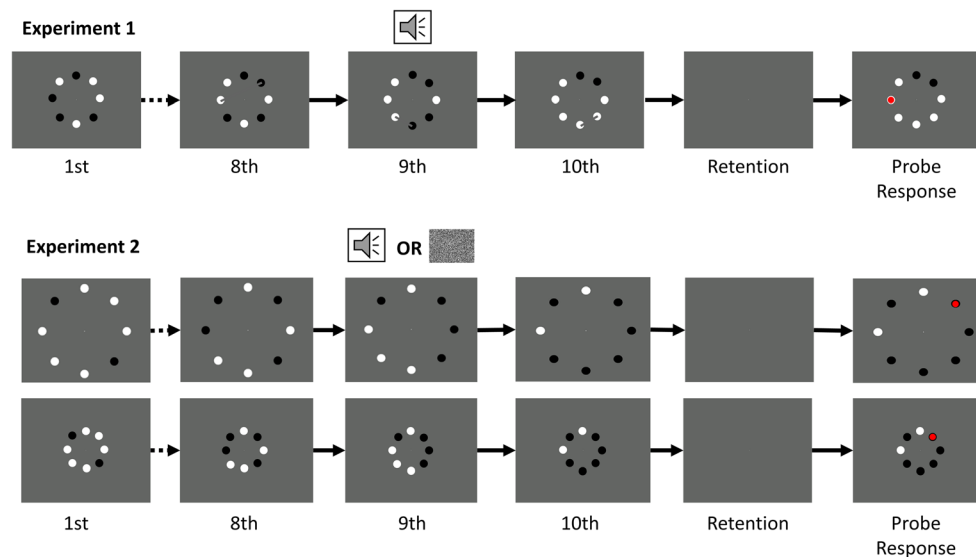 Experiment 1
1st
8th
9th
10th
Retention
Probe
Response
Experiment 2
OR
1st
8th
9th
10th
Retention
Probe
Response